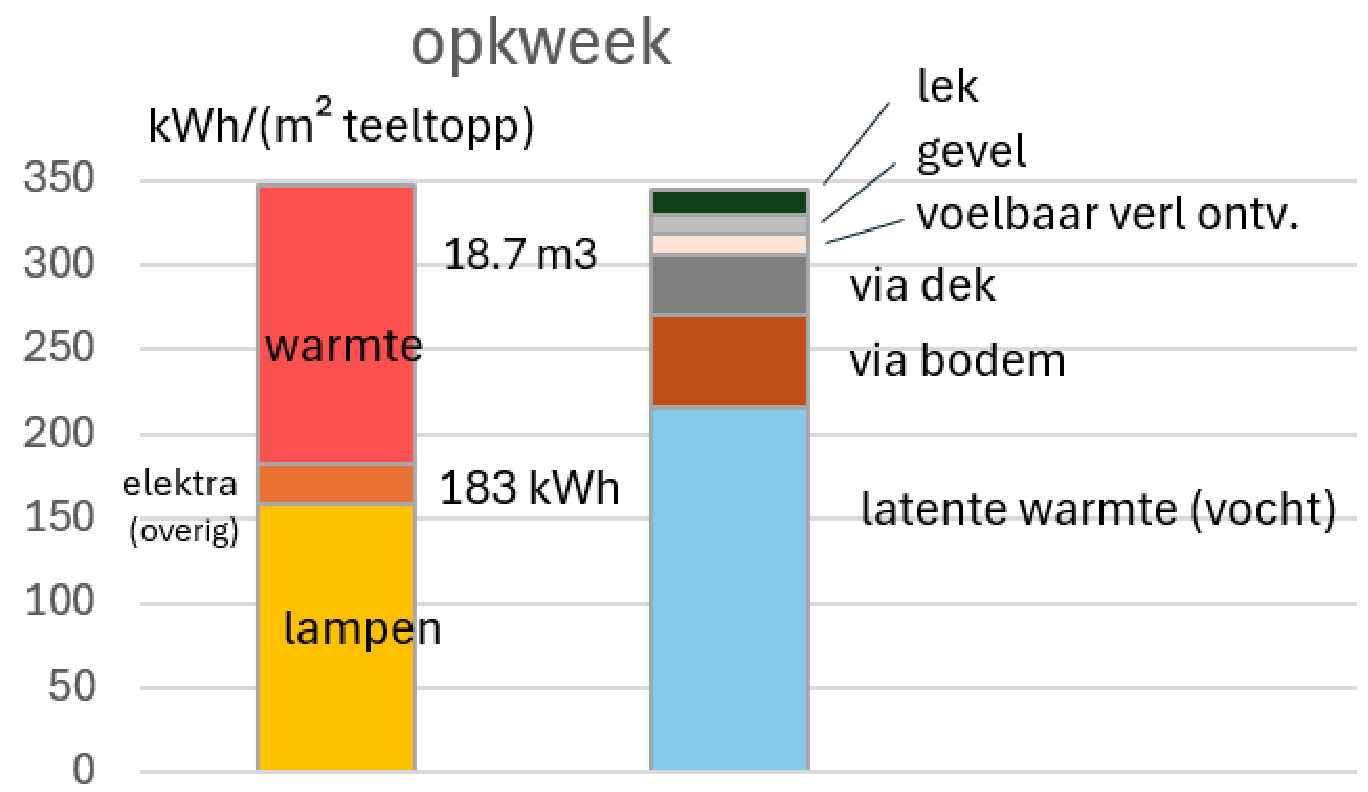 opkweek
kWh/(m² teeltopp)
lek
gevel
voelbaar verl ontv.
via dek
via bodem
latente warmte (vocht)
350
300
250
200
150
100
50
0
18.7 m3
warmte
elektra
(overig)
183 kWh
lampen